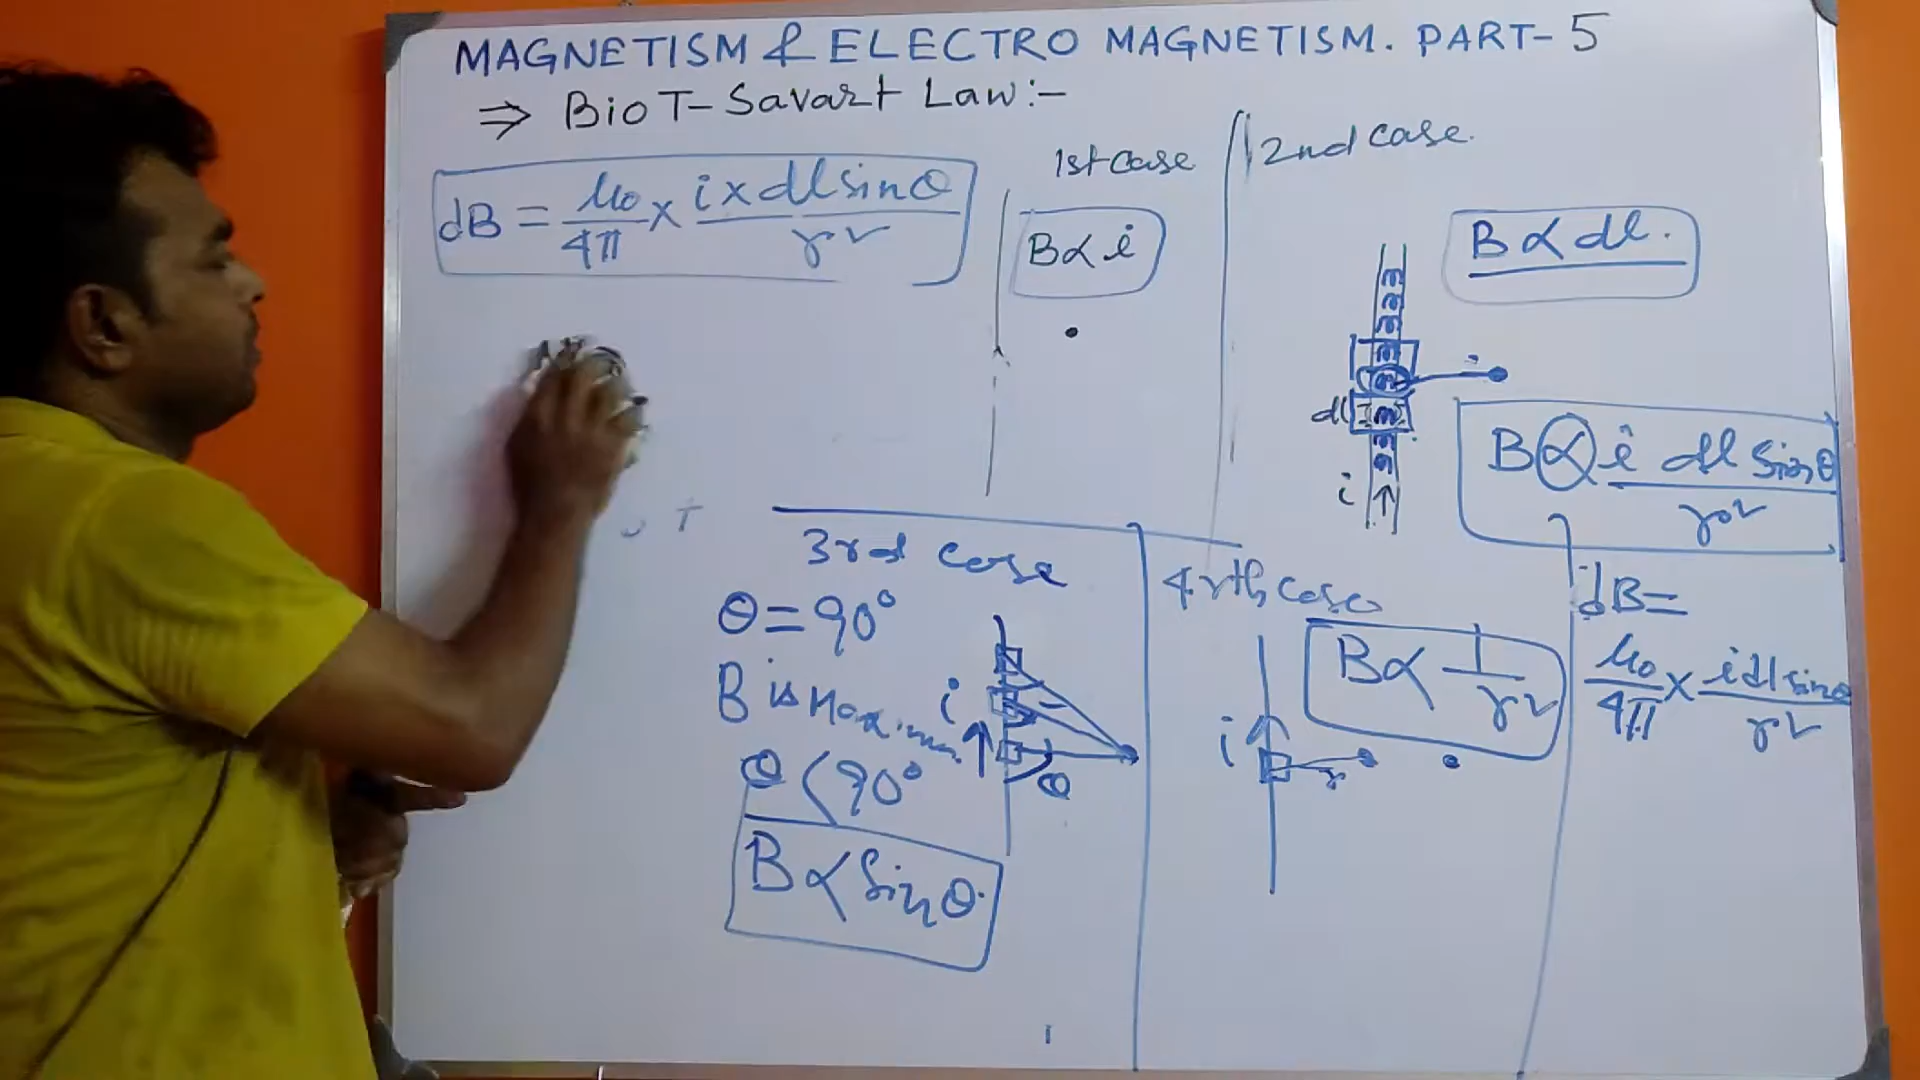 MAGNETISM & ELECTRO MAGNETISM. PART-5
⇒ BioT-Savart Law:-
dB = μ₀/4π × i×dl sinθ/r²
1st case
B∝i
2nd case.
B∝dl.
dl
i
B∝ i dl sinθ/r²
3rd case
θ=90°
B is Maximum
θ<90°
B∝Sinθ.
i
θ
4rth case
B∝ 1/r²
i
r
dB=
μ₀/4π × i dl sinθ/r²